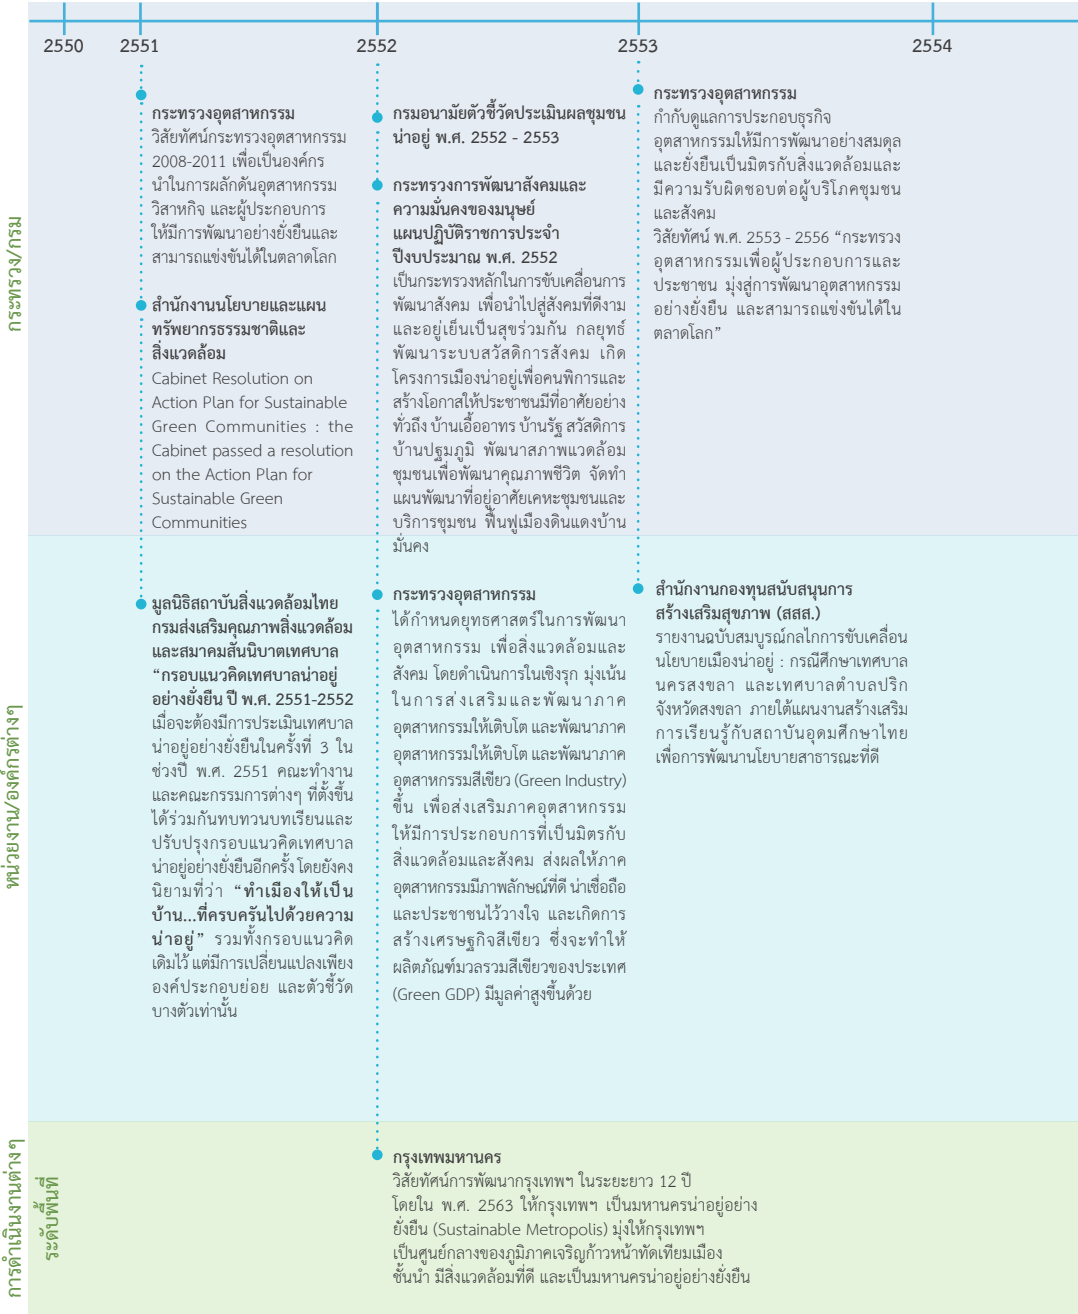 2550
2551
2552
2553
2554
กระทรวง/กรม
กระทรวงอุตสาหกรรม
วิสัยทัศน์กระทรวงอุตสาหกรรม
2008-2011 เพื่อเป็นองค์กร
นำในการผลักดันอุตสาหกรรม
วิสาหกิจ และผู้ประกอบการ
ให้มีการพัฒนาอย่างยั่งยืนและ
สามารถแข่งขันได้ในตลาดโลก
สำนักงานนโยบายและแผน
ทรัพยากรธรรมชาติและ
สิ่งแวดล้อม
Cabinet Resolution on
Action Plan for Sustainable
Green Communities : the
Cabinet passed a resolution
on the Action Plan for
Sustainable Green
Communities
กรมอนามัยตัวชี้วัดประเมินผลชุมชน
น่าอยู่ พ.ศ. 2552 - 2553
กระทรวงการพัฒนาสังคมและ
ความมั่นคงของมนุษย์
แผนปฏิบัติราชการประจำ
ปีงบประมาณ พ.ศ. 2552
เป็นกระทรวงหลักในการขับเคลื่อนการ
พัฒนาสังคม เพื่อนำไปสู่สังคมที่ดีงาม
และอยู่เย็นเป็นสุขร่วมกัน กลยุทธ์
พัฒนาระบบสวัสดิการสังคม เกิด
โครงการเมืองน่าอยู่เพื่อคนพิการและ
สร้างโอกาสให้ประชาชนมีที่อาศัยอย่าง
ทั่วถึง บ้านเอื้ออาทร บ้านรัฐ สวัสดิการ
บ้านปฐมภูมิ พัฒนาสภาพแวดล้อม
ชุมชนเพื่อพัฒนาคุณภาพชีวิต จัดทำ
แผนพัฒนาที่อยู่อาศัยเคหะชุมชนและ
บริการชุมชน ฟื้นฟูเมืองดินแดงบ้าน
มั่นคง
กระทรวงอุตสาหกรรม
กำกับดูแลการประกอบธุรกิจ
อุตสาหกรรมให้มีการพัฒนาอย่างสมดุล
และยั่งยืนเป็นมิตรกับสิ่งแวดล้อมและ
มีความรับผิดชอบต่อผู้บริโภคชุมชน
และสังคม
วิสัยทัศน์ พ.ศ. 2553 - 2556 “กระทรวง
อุตสาหกรรมเพื่อผู้ประกอบการและ
ประชาชน มุ่งสู่การพัฒนาอุตสาหกรรม
อย่างยั่งยืน และสามารถแข่งขันได้ใน
ตลาดโลก”
หน่วยงาน/องค์กรต่างๆ
มูลนิธิสถาบันสิ่งแวดล้อมไทย
กรมส่งเสริมคุณภาพสิ่งแวดล้อม
และสมาคมสันนิบาตเทศบาล
“กรอบแนวคิดเทศบาลน่าอยู่
อย่างยั่งยืน ปี พ.ศ. 2551-2552
เมื่อจะต้องมีการประเมินเทศบาล
น่าอยู่อย่างยั่งยืนในครั้งที่ 3 ใน
ช่วงปี พ.ศ. 2551 คณะทำงาน
และคณะกรรมการต่างๆ ที่ตั้งขึ้น
ได้ร่วมกันทบทวนบทเรียนและ
ปรับปรุงกรอบแนวคิดเทศบาล
น่าอยู่อย่างยั่งยืนอีกครั้ง โดยยังคง
นิยามที่ว่า “ทำเมืองให้เป็น
บ้าน...ที่ครบครันไปด้วยความ
น่าอยู่” รวมทั้งกรอบแนวคิด
เดิมไว้ แต่มีการเปลี่ยนแปลงเพียง
องค์ประกอบย่อย และตัวชี้วัด
บางตัวเท่านั้น
กระทรวงอุตสาหกรรม
ได้กำหนดยุทธศาสตร์ในการพัฒนา
อุตสาหกรรม เพื่อสิ่งแวดล้อมและ
สังคม โดยดำเนินการในเชิงรุก มุ่งเน้น
ในการส่งเสริมและพัฒนาภาค
อุตสาหกรรมให้เติบโต และพัฒนาภาค
อุตสาหกรรมให้เติบโต และพัฒนาภาค
อุตสาหกรรมสีเขียว (Green Industry)
ขึ้น เพื่อส่งเสริมภาคอุตสาหกรรม
ให้มีการประกอบการที่เป็นมิตรกับ
สิ่งแวดล้อมและสังคม ส่งผลให้ภาค
อุตสาหกรรมมีภาพลักษณ์ที่ดี น่าเชื่อถือ
และประชาชนไว้วางใจ และเกิดการ
สร้างเศรษฐกิจสีเขียว ซึ่งจะทำให้
ผลิตภัณฑ์มวลรวมสีเขียวของประเทศ
(Green GDP) มีมูลค่าสูงขึ้นด้วย
สำนักงานกองทุนสนับสนุนการ
สร้างเสริมสุขภาพ (สสส.)
รายงานฉบับสมบูรณ์กลไกการขับเคลื่อน
นโยบายเมืองน่าอยู่ : กรณีศึกษาเทศบาล
นครสงขลา และเทศบาลตำบลปริก
จังหวัดสงขลา ภายใต้แผนงานสร้างเสริม
การเรียนรู้กับสถาบันอุดมศึกษาไทย
เพื่อการพัฒนานโยบายสาธารณะที่ดี
การดำเนินงานต่างๆ
ระดับพื้นที่
กรุงเทพมหานคร
วิสัยทัศน์การพัฒนากรุงเทพฯ ในระยะยาว 12 ปี
โดยใน พ.ศ. 2563 ให้กรุงเทพฯ เป็นมหานครน่าอยู่อย่าง
ยั่งยืน (Sustainable Metropolis) มุ่งให้กรุงเทพฯ
เป็นศูนย์กลางของภูมิภาคเจริญก้าวหน้าทัดเทียมเมือง
ชั้นนำ มีสิ่งแวดล้อมที่ดี และเป็นมหานครน่าอยู่อย่างยั่งยืน